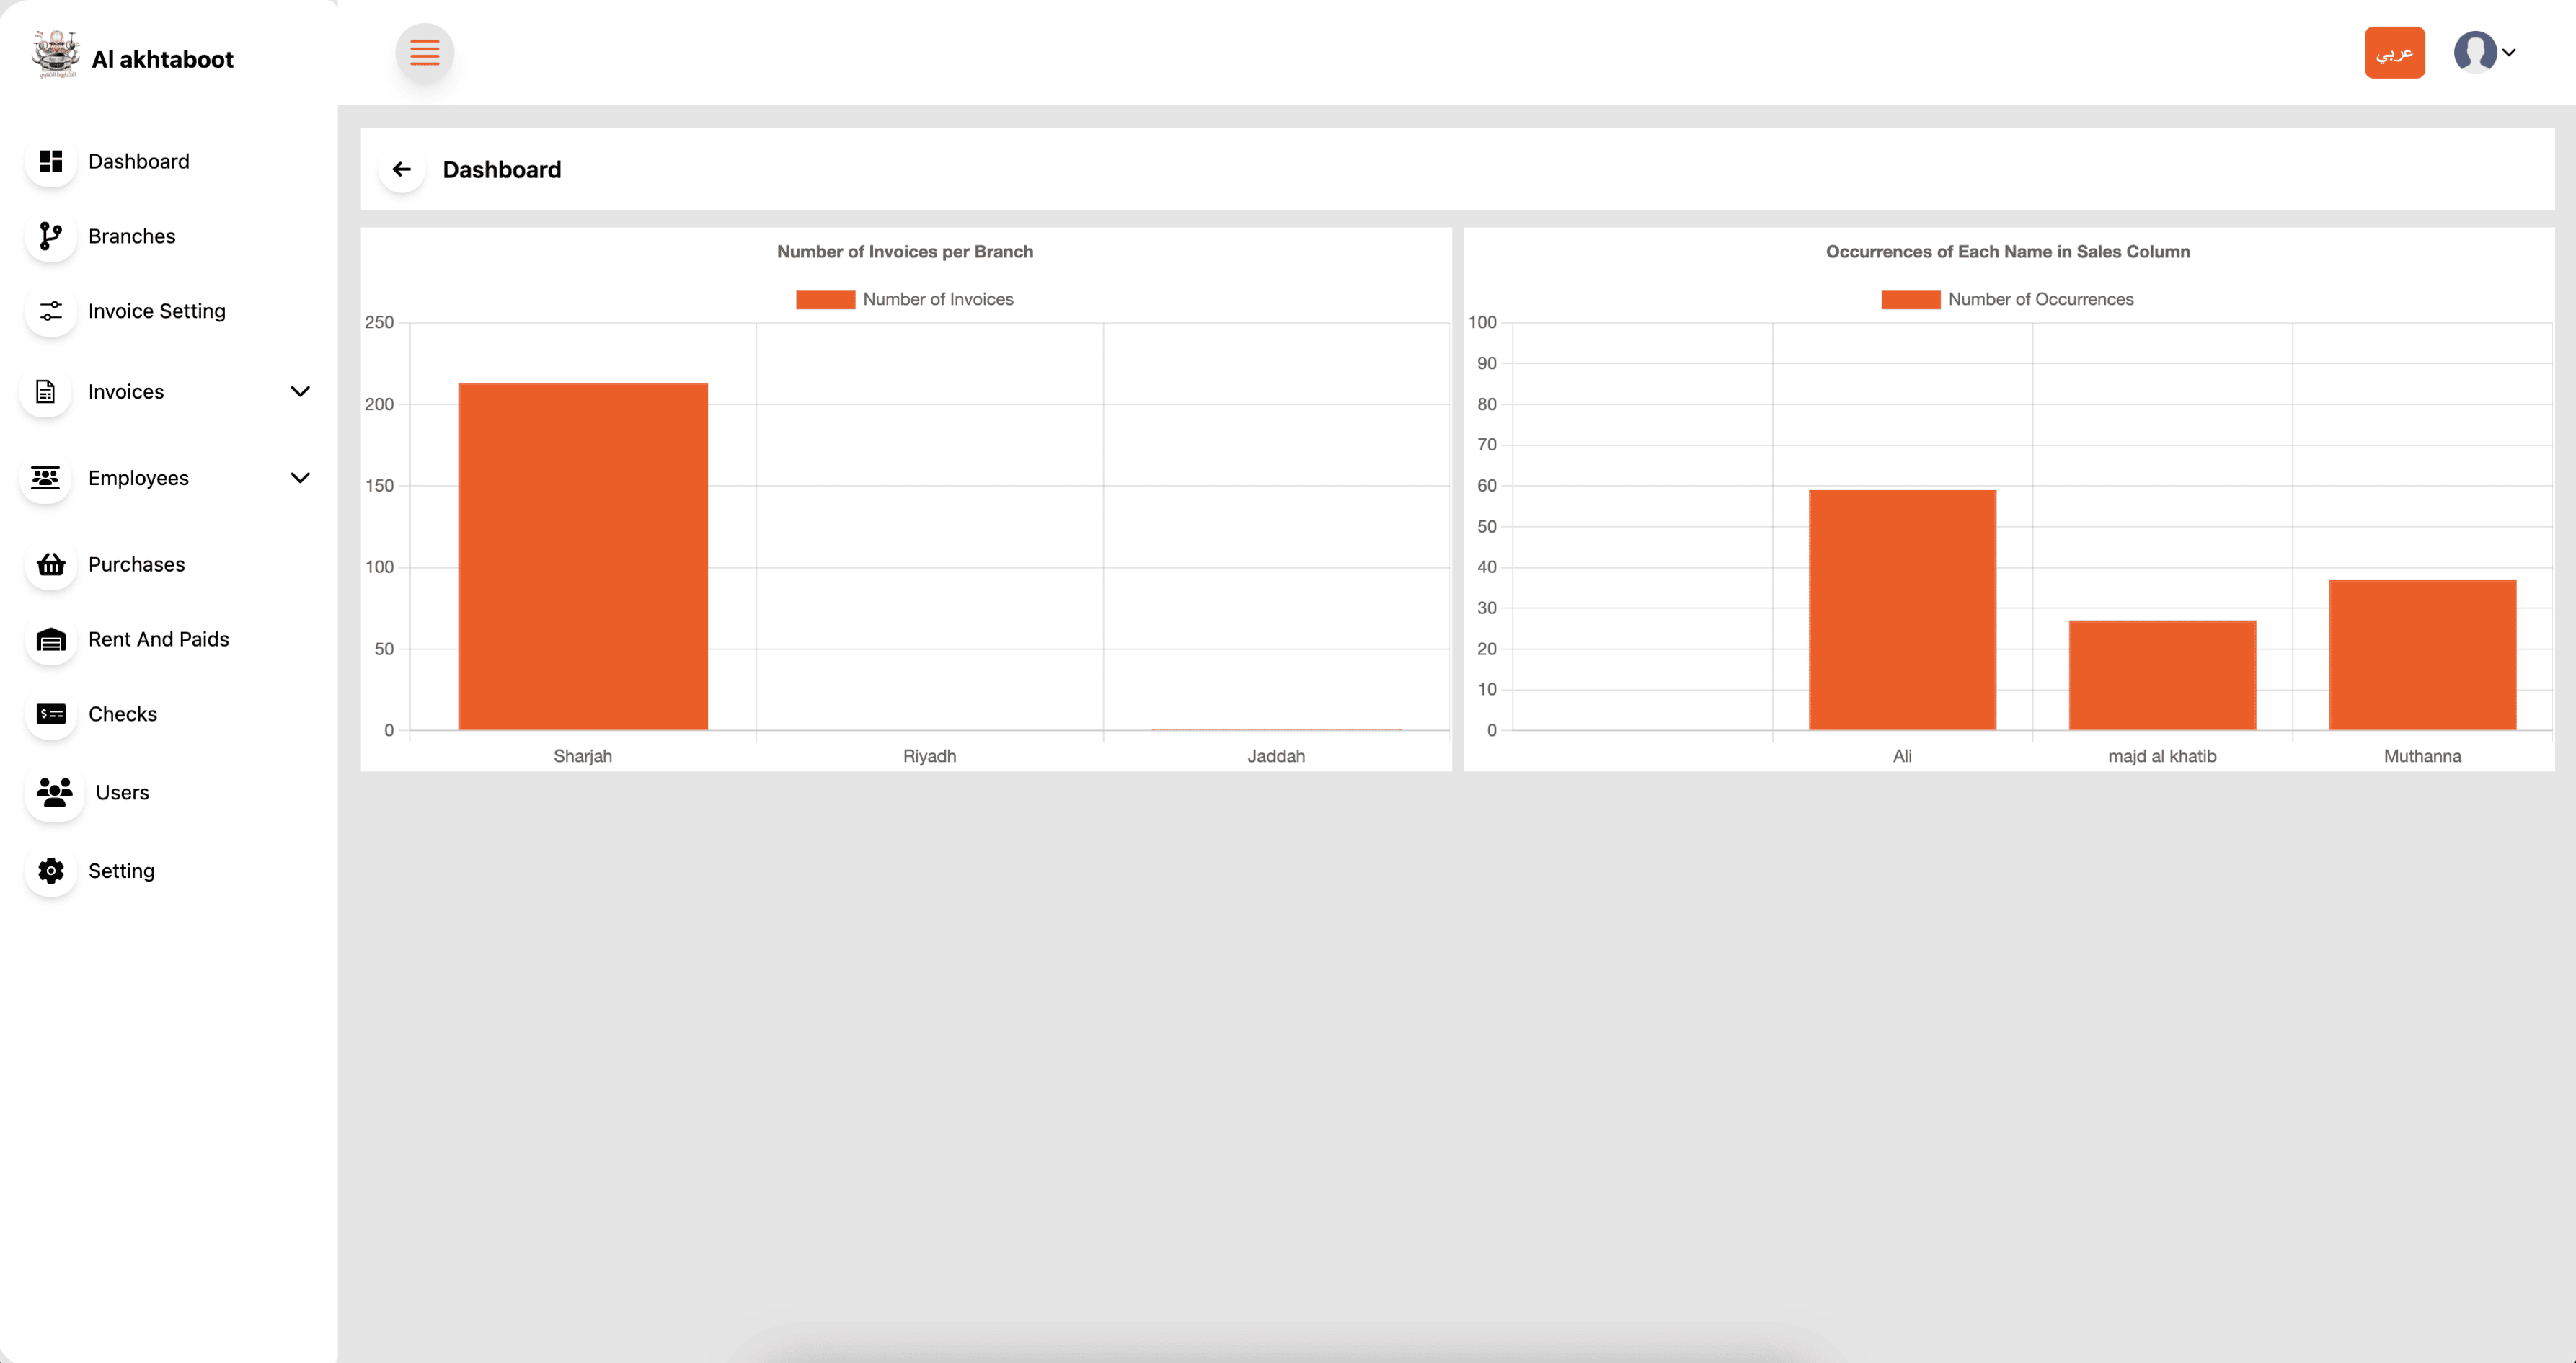 Al akhtaboot
عربي
Dashboard
Branches
Invoice Setting
Invoices
Employees
Purchases
Rent And Paids
Checks
Users
Setting
Dashboard
Number of Invoices per Branch
Number of Invoices
250
200
150
100
50
0
Sharjah Riyadh Jaddah
Occurrences of Each Name in Sales Column
Number of Occurrences
100
90
80
70
60
50
40
30
20
10
0
Ali majd al khatib Muthanna